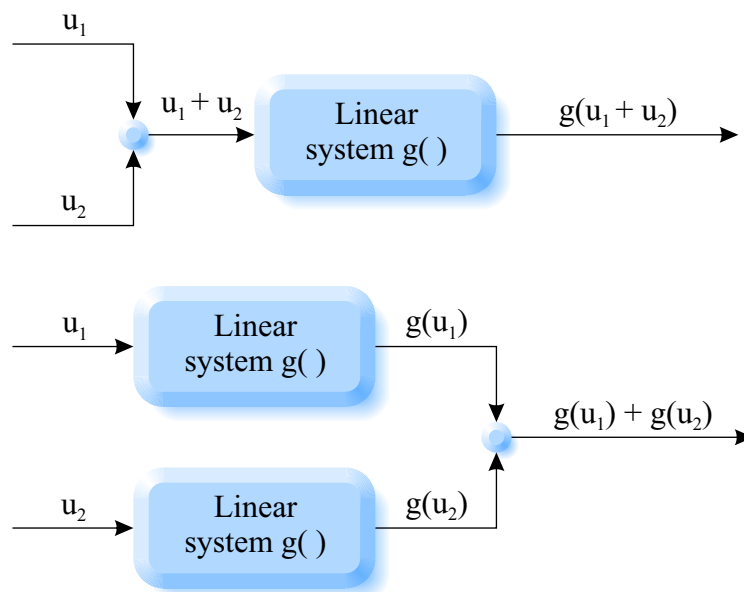 u₁
u₁ + u₂
Linear
system g( )
g(u₁ + u₂)
u₂
u₁
Linear
system g( )
g(u₁)
g(u₁) + g(u₂)
u₂
Linear
system g( )
g(u₂)